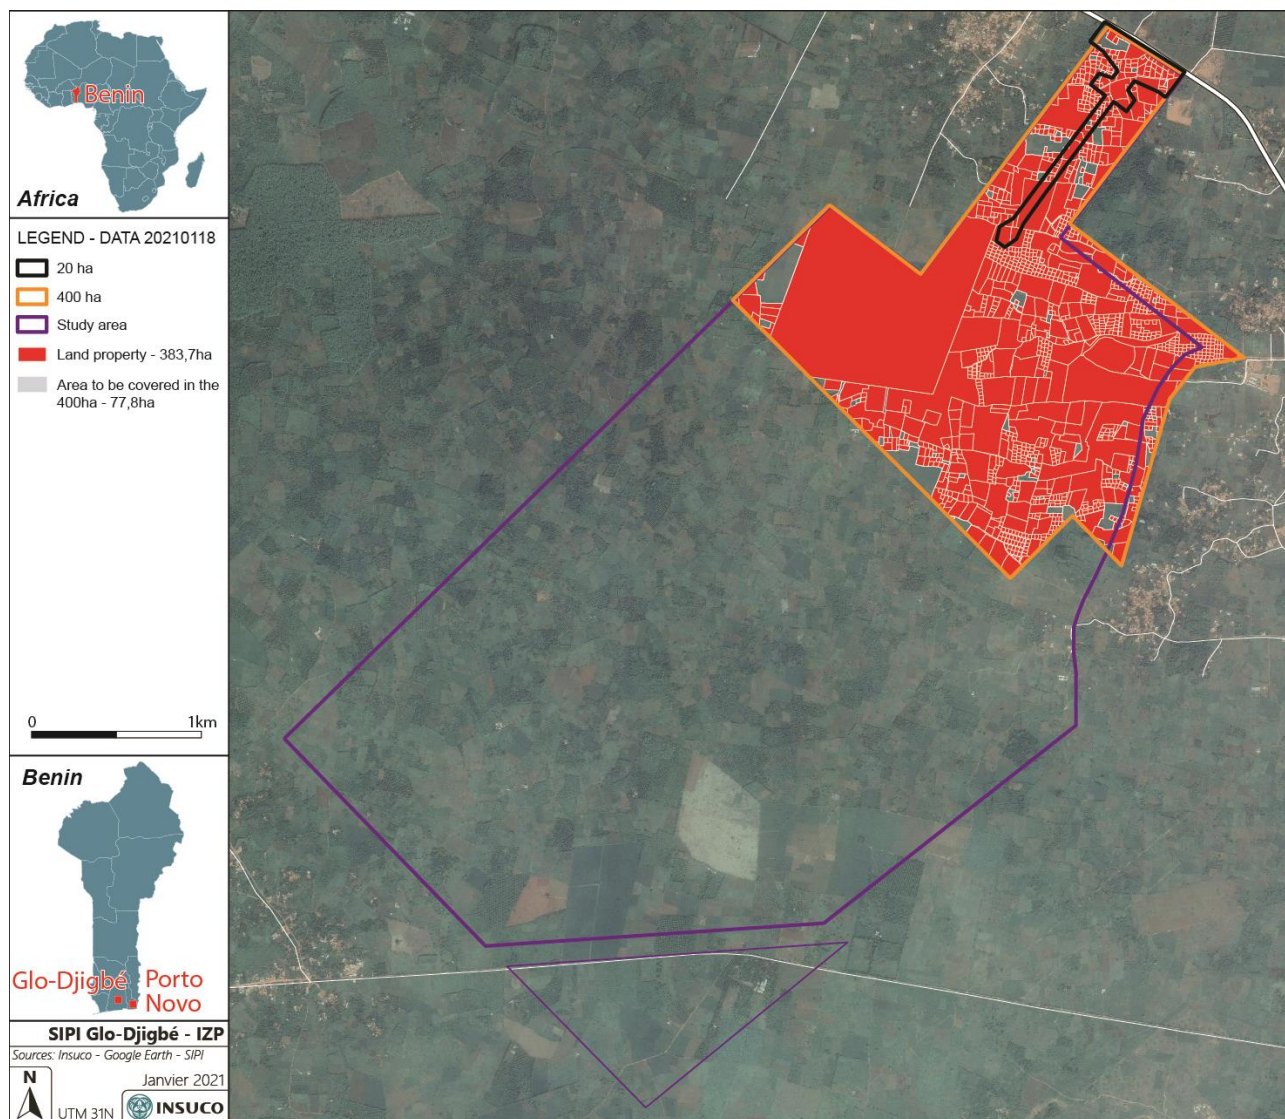 Benin
Africa
LEGEND - DATA 20210118
20 ha
400 ha
Study area
Land property - 383,7ha
Area to be covered in the
400ha - 77,8ha
0 1km
Benin
Glo-Djigbé Porto
Novo
SIPI Glo-Djigbé - IZP
Sources: Insuco - Google Earth - SIPI
N
Janvier 2021
UTM 31N INSUCO